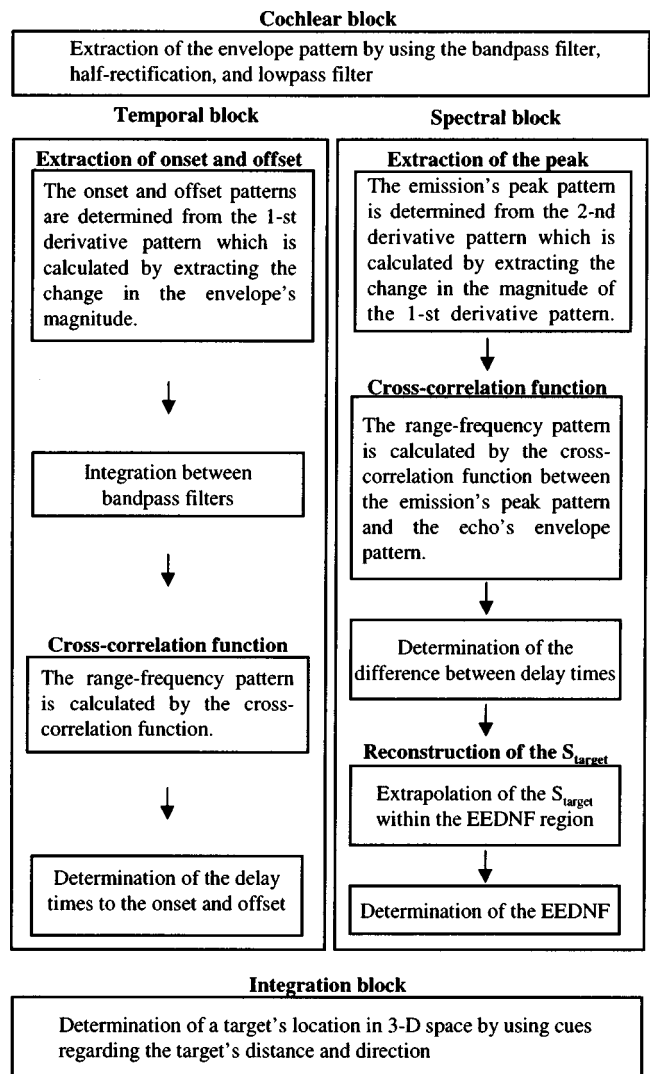 Cochlear block
Extraction of the envelope pattern by using the bandpass filter,
half-rectification, and lowpass filter
Temporal block
Extraction of onset and offset
The onset and offset patterns
are determined from the 1-st
derivative pattern which is
calculated by extracting the
change in the envelope's
magnitude.
Integration between
bandpass filters
Cross-correlation function
The range-frequency pattern
is calculated by the cross-
correlation function.
Determination of the delay
times to the onset and offset
Spectral block
Extraction of the peak
The emission's peak pattern
is determined from the 2-nd
derivative pattern which is
calculated by extracting the
change in the magnitude of
the 1-st derivative pattern.
Cross-correlation function
The range-frequency pattern
is calculated by the cross-
correlation function between
the emission's peak pattern
and the echo's envelope
pattern.
Determination of the
difference between delay times
Reconstruction of the Starget
Extrapolation of the Starget
within the EEDNF region
Determination of the EEDNF
Integration block
Determination of a target's location in 3-D space by using cues
regarding the target's distance and direction